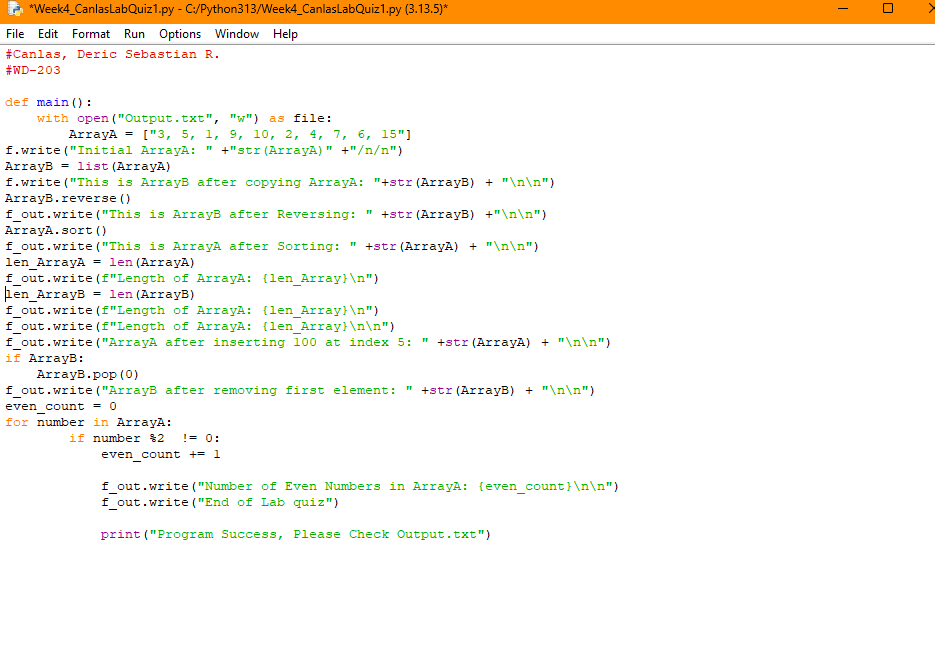 *Week4_CanlasLabQuiz1.py - C:/Python313/Week4_CanlasLabQuiz1.py (3.13.5)*
File Edit Format Run Options Window Help
#Canlas, Deric Sebastian R.
#WD-203

def main():
    with open("Output.txt", "w") as file:
        ArrayA = ["3, 5, 1, 9, 10, 2, 4, 7, 6, 15"]
f.write("Initial ArrayA: " +"str(ArrayA)" +"/n/n")
ArrayB = list(ArrayA)
f.write("This is ArrayB after copying ArrayA: "+str(ArrayB) + "\n\n")
ArrayB.reverse()
f_out.write("This is ArrayB after Reversing: " +str(ArrayB) +"\n\n")
ArrayA.sort()
f_out.write("This is ArrayA after Sorting: " +str(ArrayA) + "\n\n")
len_ArrayA = len(ArrayA)
f_out.write(f"Length of ArrayA: {len_Array}\n")
len_ArrayB = len(ArrayB)
f_out.write(f"Length of ArrayA: {len_Array}\n")
f_out.write(f"Length of ArrayA: {len_Array}\n\n")
f_out.write("ArrayA after inserting 100 at index 5: " +str(ArrayA) + "\n\n")
if ArrayB:
    ArrayB.pop(0)
f_out.write("ArrayB after removing first element: " +str(ArrayB) + "\n\n")
even_count = 0
for number in ArrayA:
        if number %2  != 0:
            even_count += 1

            f_out.write("Number of Even Numbers in ArrayA: {even_count}\n\n")
            f_out.write("End of Lab quiz")

            print("Program Success, Please Check Output.txt")